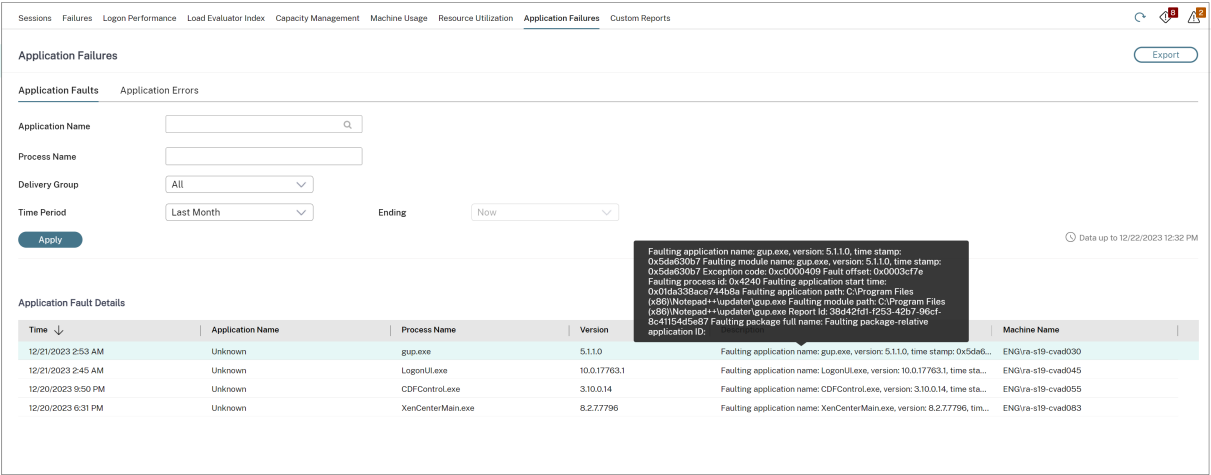 Sessions Failures Logon Performance Load Evaluator Index Capacity Management Machine Usage Resource Utilization Application Failures Custom Reports 8 2
Application Failures Export
Application Faults Application Errors
Application Name
Process Name
Delivery Group All
Time Period Last Month Ending Now
Apply Data up to 12/22/2023 12:32 PM
Faulting application name: gup.exe, version: 5.1.1.0, time stamp:
0x5da630b7 Faulting module name: gup.exe, version: 5.1.1.0, time stamp:
0x5da630b7 Exception code: 0xc0000409 Fault offset: 0x0003cf7e
Faulting process id: 0x4240 Faulting application start time:
0x01da338ace744b8a Faulting application path: C:\Program Files
(x86)\Notepad++\updater\gup.exe Faulting module path: C:\Program Files
(x86)\Notepad++\updater\gup.exe Report Id: 38d42fd1-f253-42b7-96cf-
8c41154d5e87 Faulting package full name: Faulting package-relative
application ID:
Application Fault Details
Time Application Name Process Name Version Machine Name
12/21/2023 2:53 AM Unknown gup.exe 5.1.1.0 Faulting application name: gup.exe, version: 5.1.1.0, time stamp: 0x5da6... ENG\ra-s19-cvad030
12/21/2023 2:45 AM Unknown LogonUI.exe 10.0.17763.1 Faulting application name: LogonUI.exe, version: 10.0.17763.1, time sta... ENG\ra-s19-cvad045
12/20/2023 9:50 PM Unknown CDFControl.exe 3.10.0.14 Faulting application name: CDFControl.exe, version: 3.10.0.14, time sta... ENG\ra-s19-cvad055
12/20/2023 6:31 PM Unknown XenCenterMain.exe 8.2.7.7796 Faulting application name: XenCenterMain.exe, version: 8.2.7.7796, tim... ENG\ra-s19-cvad083